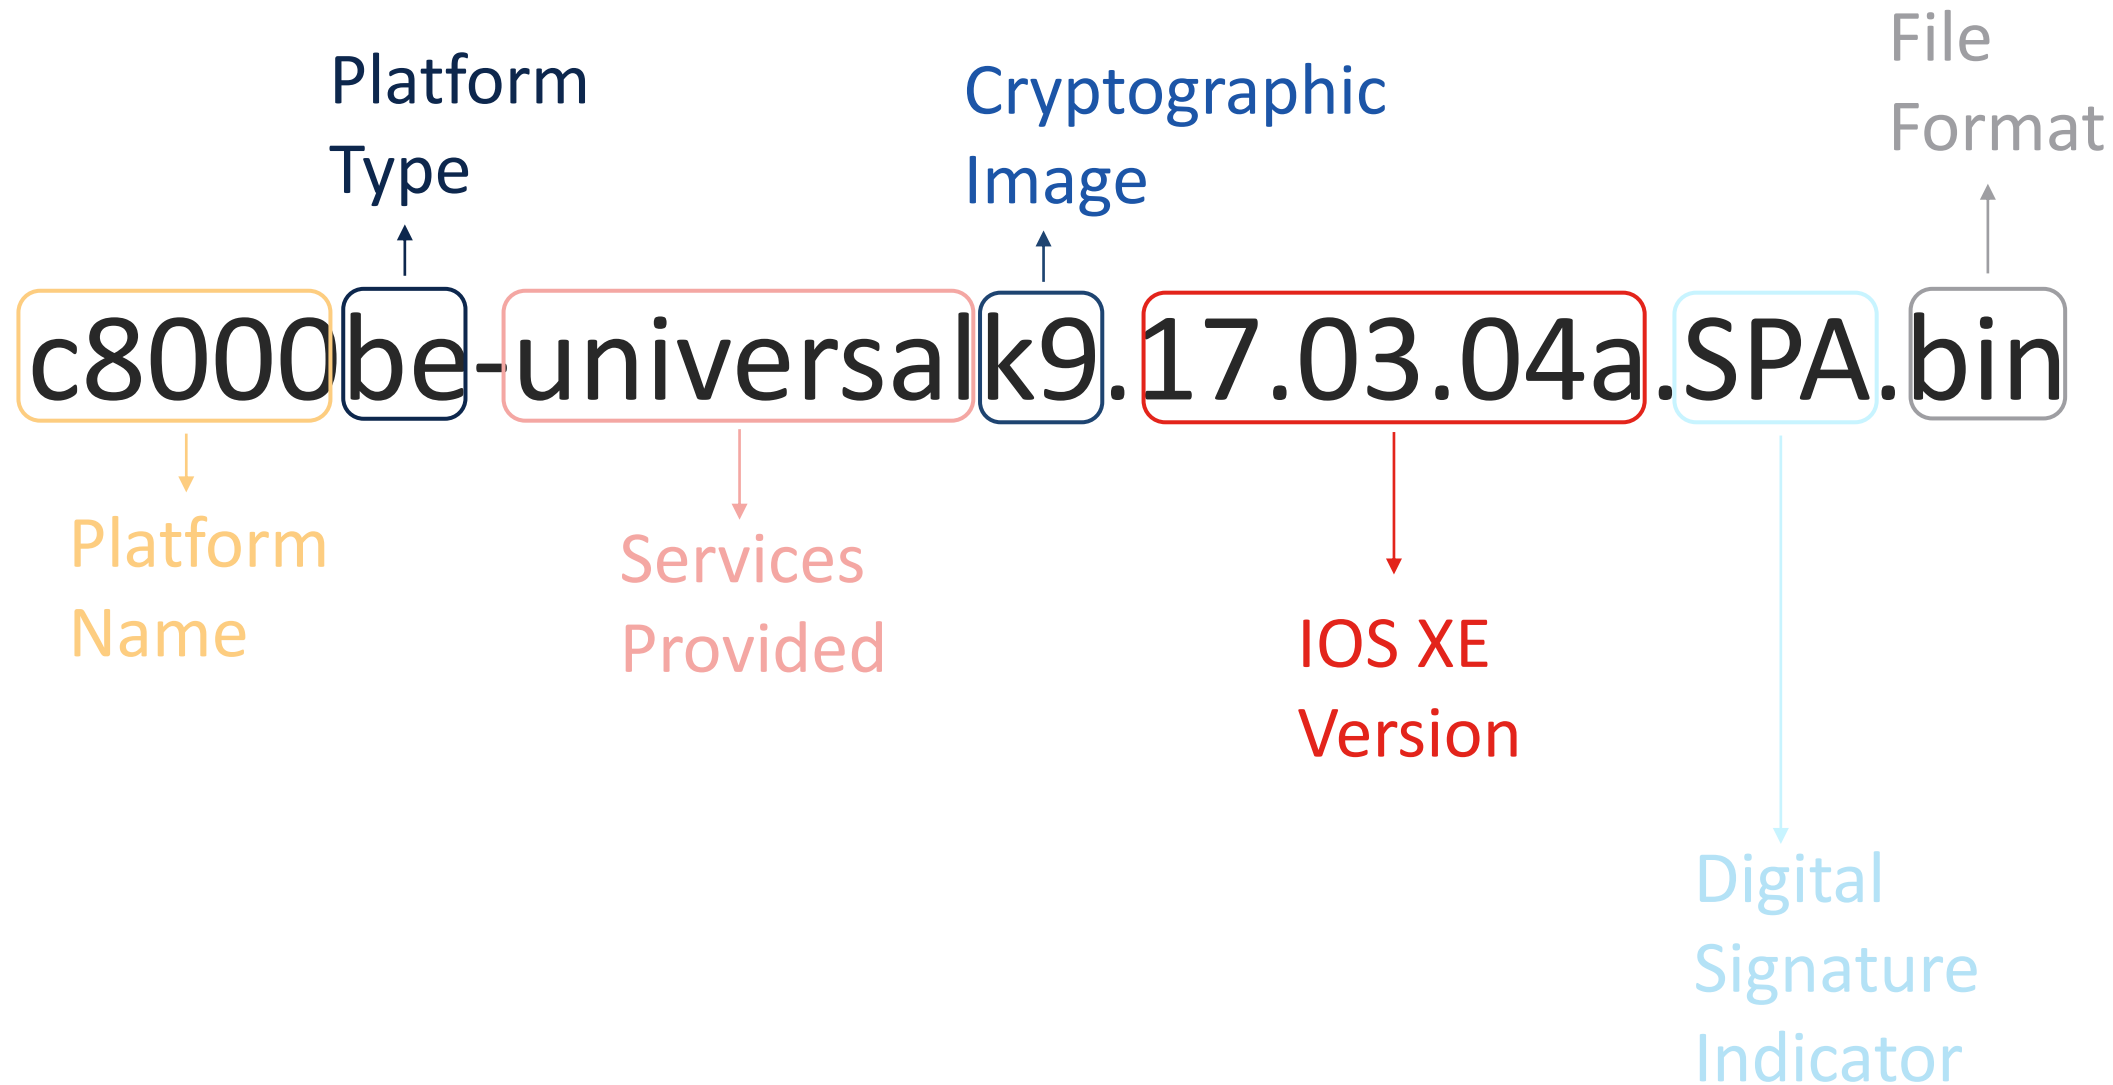 File
Format
Platform
Type
Cryptographic
Image
c8000be-universalk9.17.03.04a.SPA.bin
Platform
Name
Services
Provided
IOS XE
Version
Digital
Signature
Indicator